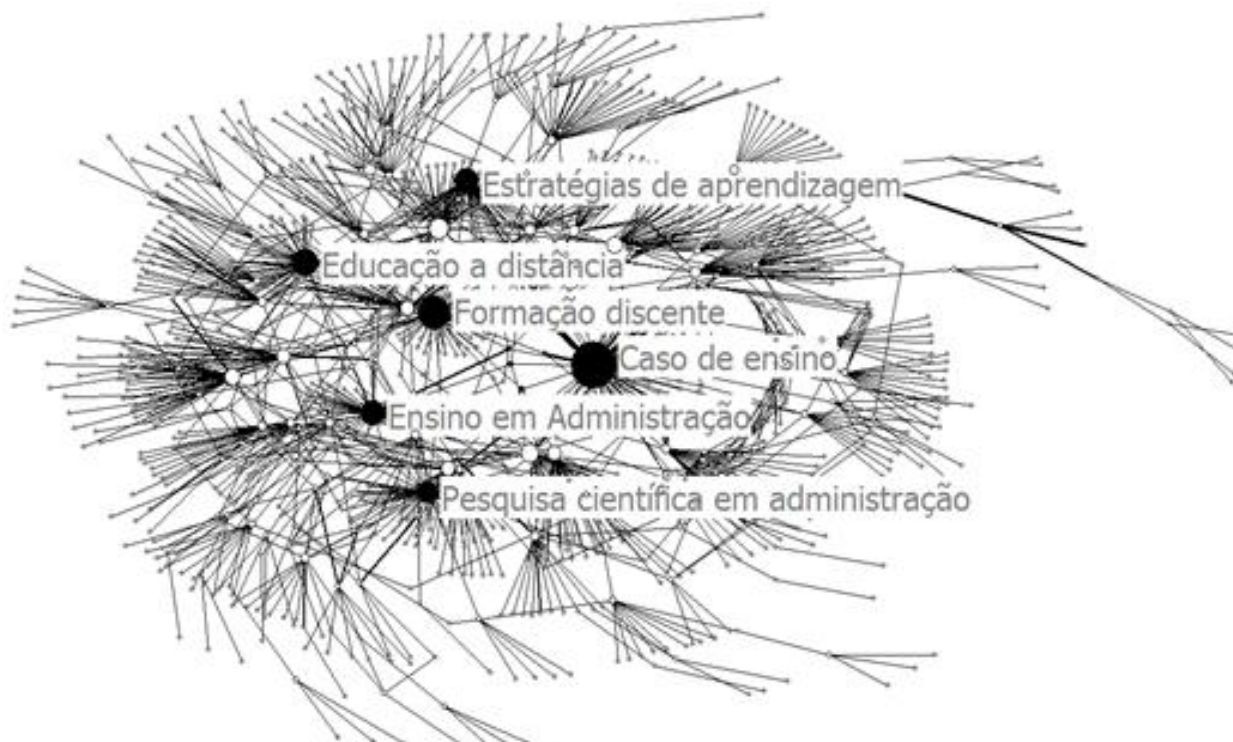 Estratégias de aprendizagem
Educação a distância
Formação discente
Caso de ensino
Ensino em Administração
Pesquisa científica em administração